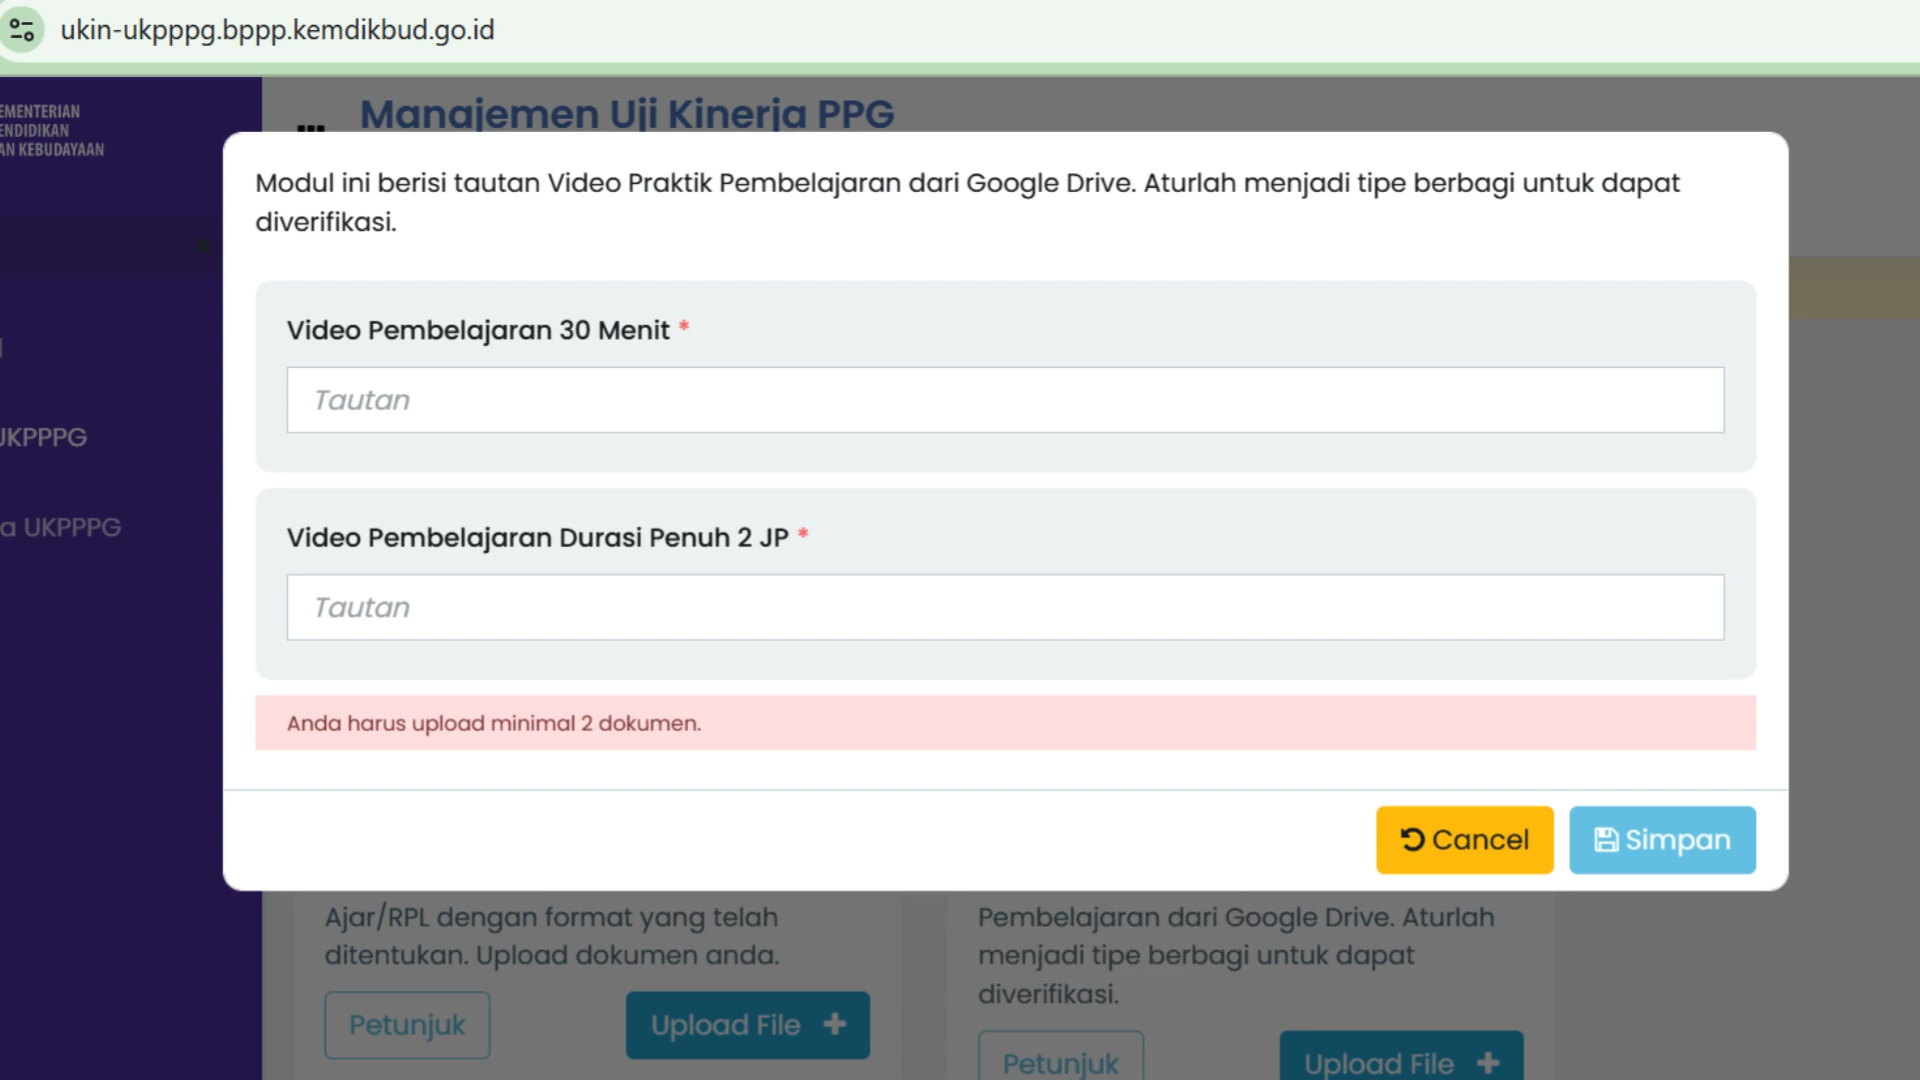 ukin-ukpppg.bppp.kemdikbud.go.id
EMENTERIAN
ENDIDIKAN
AN KEBUDAYAAN
Manajemen Uji Kinerja PPG
Modul ini berisi tautan Video Praktik Pembelajaran dari Google Drive. Aturlah menjadi tipe berbagi untuk dapat
diverifikasi.
Video Pembelajaran 30 Menit *
Tautan
UKPPPG
Video Pembelajaran Durasi Penuh 2 JP *
a UKPPPG
Tautan
Anda harus upload minimal 2 dokumen.
Cancel
Simpan
Ajar/RPL dengan format yang telah
ditentukan. Upload dokumen anda.
Petunjuk
Upload File +
Pembelajaran dari Google Drive. Aturlah
menjadi tipe berbagi untuk dapat
diverifikasi.
Petunjuk
Upload File +